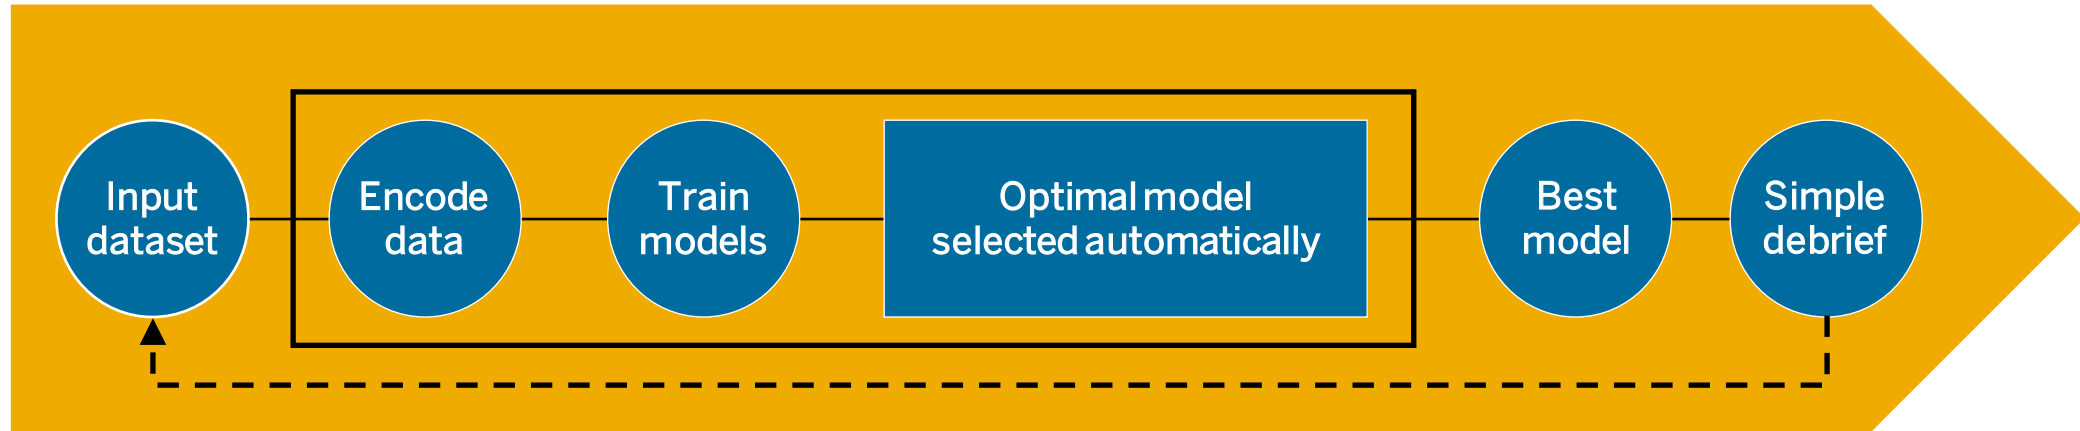 Input
dataset
Encode
data
Train
models
Optimal model
selected automatically
Best
model
Simple
debrief